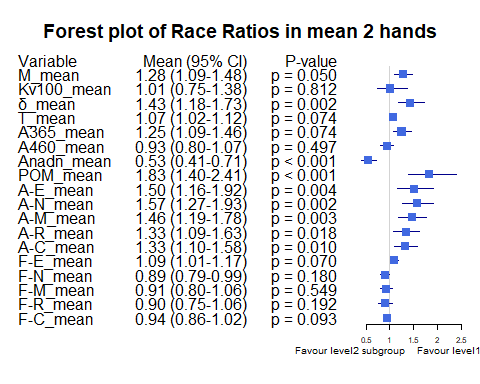 Forest plot of Race Ratios in mean 2 hands
Variable Mean (95% CI) P-value
M_mean 1.28 (1.09-1.48) p = 0.050
Kv100_mean 1.01 (0.75-1.38) p = 0.812
δ_mean 1.43 (1.18-1.73) p = 0.002
T_mean 1.07 (1.02-1.12) p = 0.074
A365_mean 1.25 (1.09-1.46) p = 0.074
A460_mean 0.93 (0.80-1.07) p = 0.497
Anadn_mean 0.53 (0.41-0.71) p < 0.001
POM_mean 1.83 (1.40-2.41) p < 0.001
A-E_mean 1.50 (1.16-1.92) p = 0.004
A-N_mean 1.57 (1.27-1.93) p = 0.002
A-M_mean 1.46 (1.19-1.78) p = 0.003
A-R_mean 1.33 (1.09-1.63) p = 0.018
A-C_mean 1.33 (1.10-1.58) p = 0.010
F-E_mean 1.09 (1.01-1.17) p = 0.070
F-N_mean 0.89 (0.79-0.99) p = 0.180
F-M_mean 0.91 (0.80-1.06) p = 0.549
F-R_mean 0.90 (0.75-1.06) p = 0.192
F-C_mean 0.94 (0.86-1.02) p = 0.093
0.5 1 1.5 2 2.5
Favour level2 subgroup Favour level1